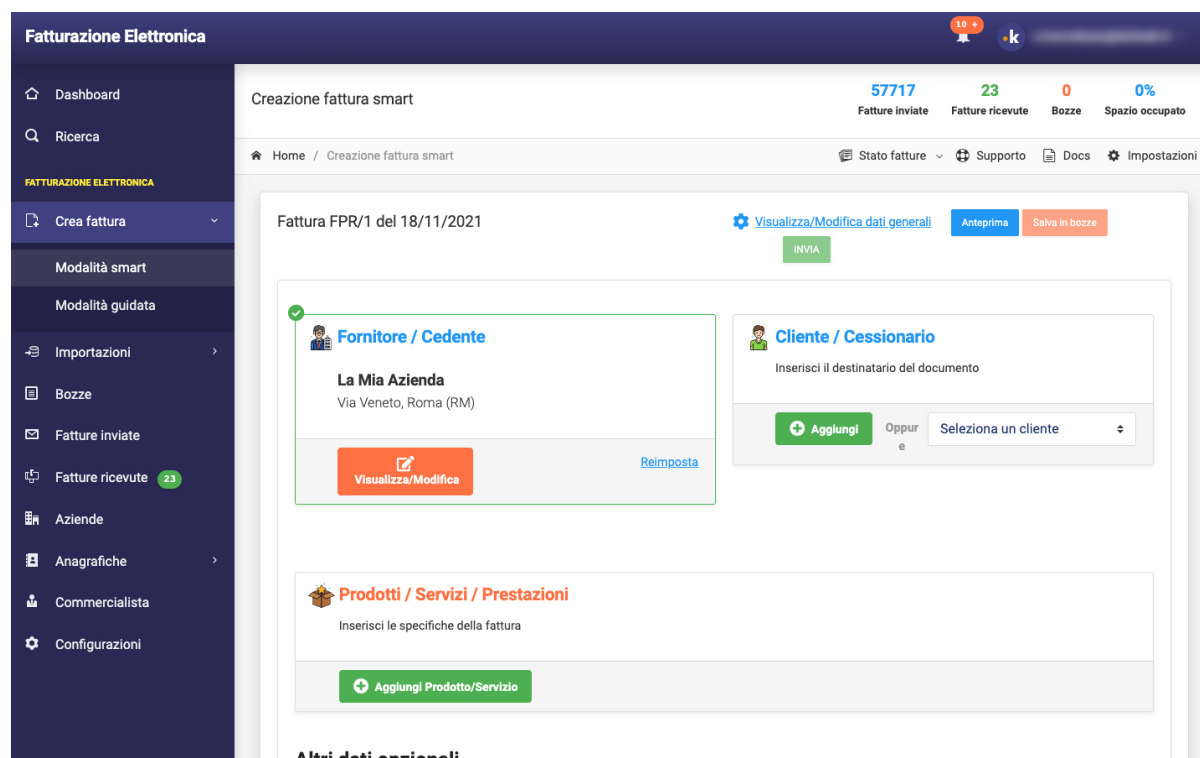 Fatturazione Elettronica
10 +
k
Dashboard
Ricerca
FATTURAZIONE ELETTRONICA
Crea fattura
Modalità smart
Modalità guidata
Importazioni
Bozze
Fatture inviate
Fatture ricevute 23
Aziende
Anagrafiche
Commercialista
Configurazioni
Creazione fattura smart
57717 23 0 0%
Fatture inviate Fatture ricevute Bozze Spazio occupato
Home / Creazione fattura smart
Stato fatture Supporto Docs Impostazioni
Fattura FPR/1 del 18/11/2021
Visualizza/Modifica dati generali Anteprima Salva in bozze
INVIA
Fornitore / Cedente
La Mia Azienda
Via Veneto, Roma (RM)
Visualizza/Modifica
Reimposta
Cliente / Cessionario
Inserisci il destinatario del documento
Aggiungi
Oppur
e
Seleziona un cliente
Prodotti / Servizi / Prestazioni
Inserisci le specifiche della fattura
Aggiungi Prodotto/Servizio
Altri dati opzionali